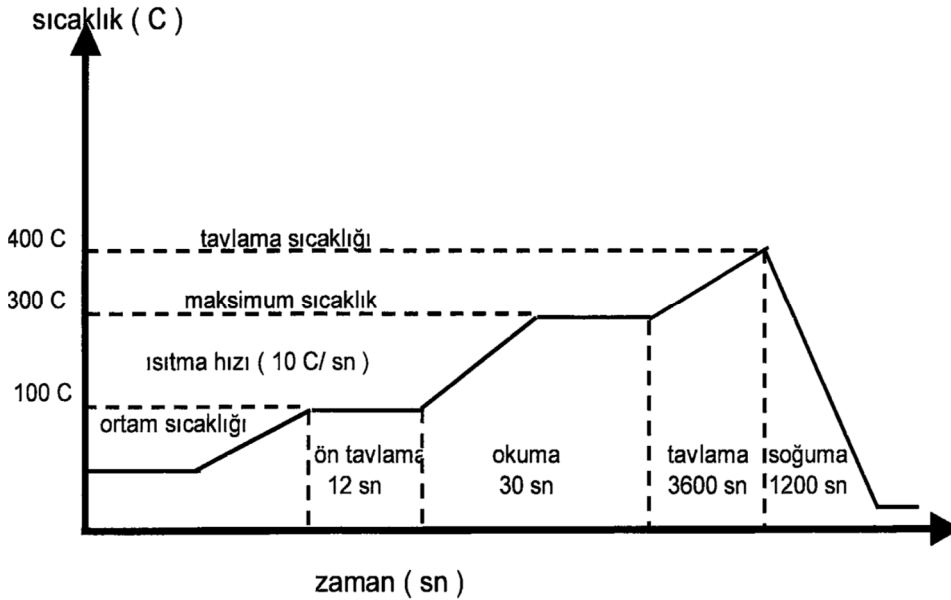 sıcaklık ( C )
400 C
tavlama sıcaklığı
300 C
maksimum sıcaklık
ısıtma hızı ( 10 C/ sn )
100 C
ortam sıcaklığı
ön tavlama
12 sn
okuma
30 sn
tavlama
3600 sn
soğuma
1200 sn
zaman ( sn )